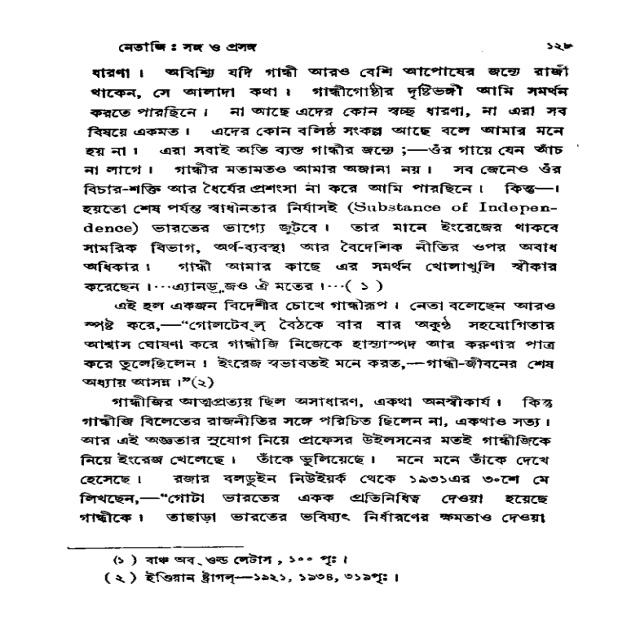 নেতাজি : সঙ্গ ও প্রসঙ্গ ১২৮
ধারণা। অবিশ্যি যদি গান্ধী আরও বেশি আপোষের জন্যে রাজী
থাকেন, সে আলাদা কথা। গান্ধীগোষ্ঠীর দৃষ্টিভঙ্গী আমি সমর্থন
করতে পারছিনে। না আছে এদের কোন স্বচ্ছ ধারণা, না এরা সব
বিষয়ে একমত। এদের কোন বলিষ্ঠ সংকল্প আছে বলে আমার মনে
হয় না। এরা সবাই অতি ব্যস্ত গান্ধীর জন্যে ;—ওঁর গায়ে যেন আঁচ
না লাগে। গান্ধীর মতামতও আমার অজানা নয়। সব জেনেও ওঁর
বিচার-শক্তি আর ধৈর্যের প্রশংসা না করে আমি পারছিনে। কিন্তু—।
হয়তো শেষ পর্যন্ত স্বাধীনতার নির্যাসই (Substance of Indepen-
dence) ভারতের ভাগ্যে জুটবে। তার মানে ইংরেজের থাকবে
সামরিক বিভাগ, অর্থ-ব্যবস্থা আর বৈদেশিক নীতির ওপর অবাধ
অধিকার। গান্ধী আমার কাছে এর সমর্থন খোলাখুলি স্বীকার
করেছেন।···এ্যানড্রুজও ঐ মতের।···( ১ )
এই হল একজন বিদেশীর চোখে গান্ধীরূপ। নেতা বলেছেন আরও
স্পষ্ট করে,—“গোলটেব্‌ল্ বৈঠকে বার বার অকুণ্ঠ সহযোগিতার
আশ্বাস ঘোষণা করে গান্ধীজি নিজেকে হাস্যাস্পদ আর করুণার পাত্র
করে তুলেছিলেন। ইংরেজ স্বভাবতই মনে করত,—গান্ধী-জীবনের শেষ
অধ্যায় আসন্ন।”(২)
গান্ধীজির আত্মপ্রত্যয় ছিল অসাধারণ, একথা অনস্বীকার্য। কিন্তু
গান্ধীজি বিলেতের রাজনীতির সঙ্গে পরিচিত ছিলেন না, একথাও সত্য।
আর এই অজ্ঞতার সুযোগ নিয়ে প্রফেসর উইলসনের মতই গান্ধীজিকে
নিয়ে ইংরেজ খেলেছে। তাঁকে ভুলিয়েছে। মনে মনে তাঁকে দেখে
হেসেছে। রজার বলডুইন নিউইয়র্ক থেকে ১৯৩১এর ৩০শে মে
লিখছেন,—“গোটা ভারতের একক প্রতিনিধিত্ব দেওয়া হয়েছে
গান্ধীকে। তাছাড়া ভারতের ভবিষ্যৎ নির্ধারণের ক্ষমতাও দেওয়া
(১) বাঞ্চ অব্ ওল্ড লেটাস, ১০০ পৃঃ।
(২) ইণ্ডিয়ান ষ্ট্রাগল্—১৯২১, ১৯৩৪, ৩১৯পৃঃ।